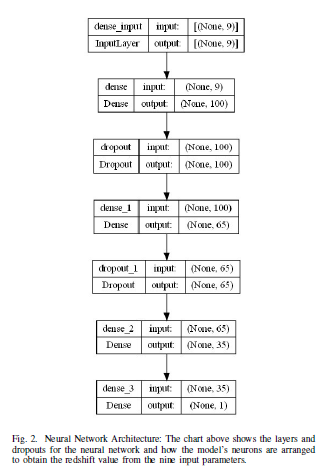 dense_input input: [(None, 9)]
InputLayer output: [(None, 9)]
dense input: (None, 9)
Dense output: (None, 100)
dropout input: (None, 100)
Dropout output: (None, 100)
dense_1 input: (None, 100)
Dense output: (None, 65)
dropout_1 input: (None, 65)
Dropout output: (None, 65)
dense_2 input: (None, 65)
Dense output: (None, 35)
dense_3 input: (None, 35)
Dense output: (None, 1)
Fig. 2. Neural Network Architecture: The chart above shows the layers and
dropouts for the neural network and how the model's neurons are arranged
to obtain the redshift value from the nine input parameters.